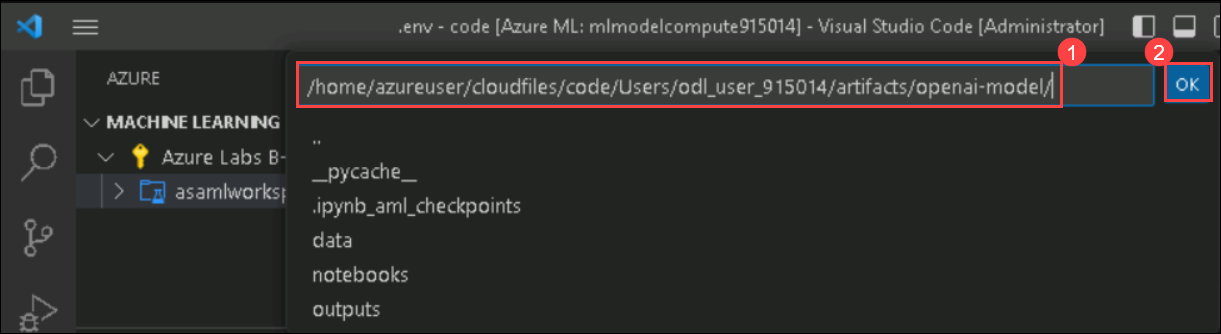 .env - code [Azure ML: mlmodelcompute915014] - Visual Studio Code [Administrator]
1
2
AZURE
/home/azureuser/cloudfiles/code/Users/odl_user_915014/artifacts/openai-model/
OK
MACHINE LEARNING
..
Azure Labs B-
__pycache__
asamlworksp
.ipynb_aml_checkpoints
data
notebooks
outputs